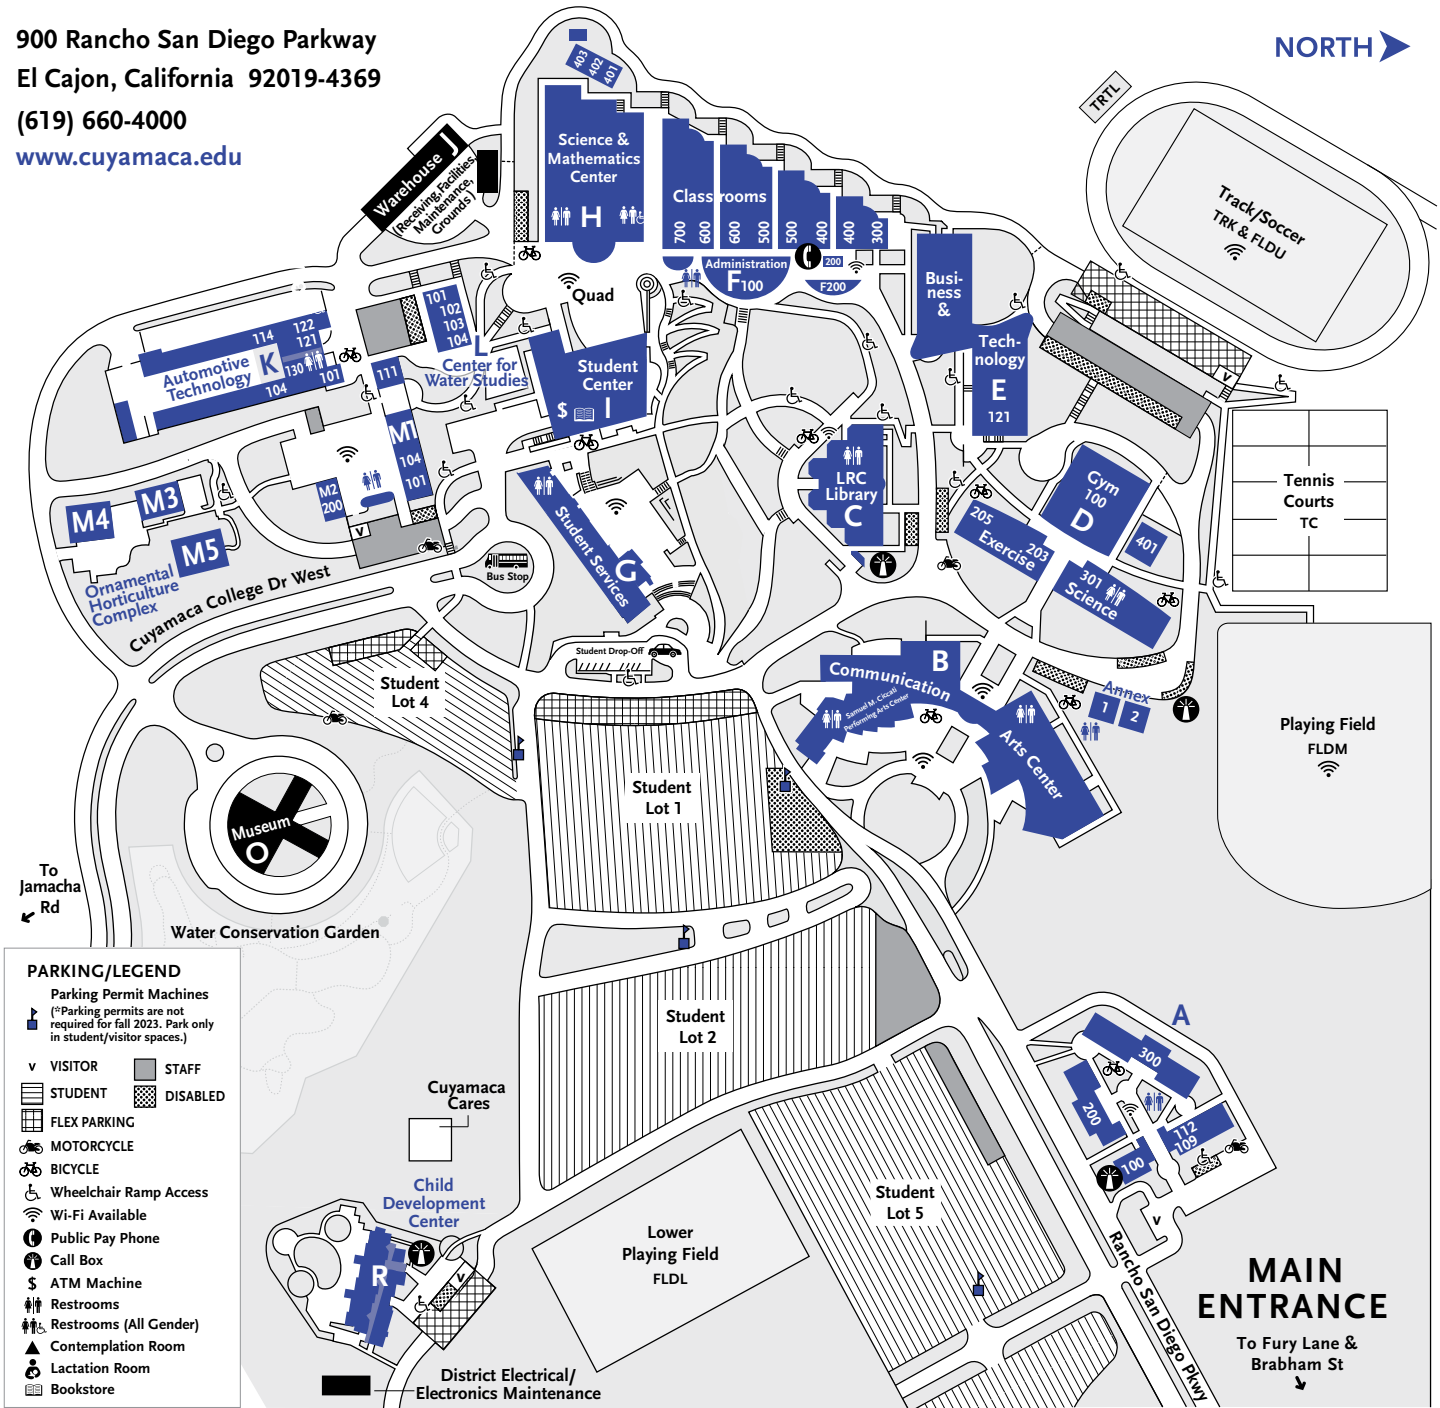 900 Rancho San Diego Parkway
El Cajon, California  92019-4369
(619) 660-4000
www.cuyamaca.edu
NORTH
403
402
401
TRTL
Science &
Mathematics
Center
H
Warehouse J
(Receiving,Facilities,
Maintenance,
Grounds)
Classrooms
700
600
600
500
500
400
400
300
Administration
F100
200
F200
Track/Soccer
TRK & FLDU
Busi-
ness
&
Tech-
nology
E
121
Quad
101
102
103
104
L
Center for
Water Studies
122
121
114
Automotive
Technology
K
130
101
104
111
Student
Center
$
I
V
M1
104
101
M2
200
V
M3
M4
M5
Ornamental
Horticulture
Complex
Cuyamaca College Dr West
Bus Stop
Student Services
G
LRC
Library
C
Gym
100
D
401
205
203
Exercise
301
Science
Tennis
Courts
TC
Student Drop-Off
Student
Lot 4
B
Communication
Samuel M. Ciccati
Performing Arts Center
Arts Center
Annex
1
2
Playing Field
FLDM
Student
Lot 1
Museum
O
To
Jamacha
Rd
Water Conservation Garden
Student
Lot 2
A
300
200
112
109
100
V
Cuyamaca
Cares
Child
Development
Center
R
V
Student
Lot 5
Lower
Playing Field
FLDL
Rancho San Diego Pkwy
MAIN
ENTRANCE
To Fury Lane &
Brabham St
District Electrical/
Electronics Maintenance
PARKING/LEGEND
Parking Permit Machines
(*Parking permits are not
required for fall 2023. Park only
in student/visitor spaces.)
V VISITOR
STAFF
STUDENT
DISABLED
FLEX PARKING
MOTORCYCLE
BICYCLE
Wheelchair Ramp Access
Wi-Fi Available
Public Pay Phone
Call Box
$ ATM Machine
Restrooms
Restrooms (All Gender)
Contemplation Room
Lactation Room
Bookstore